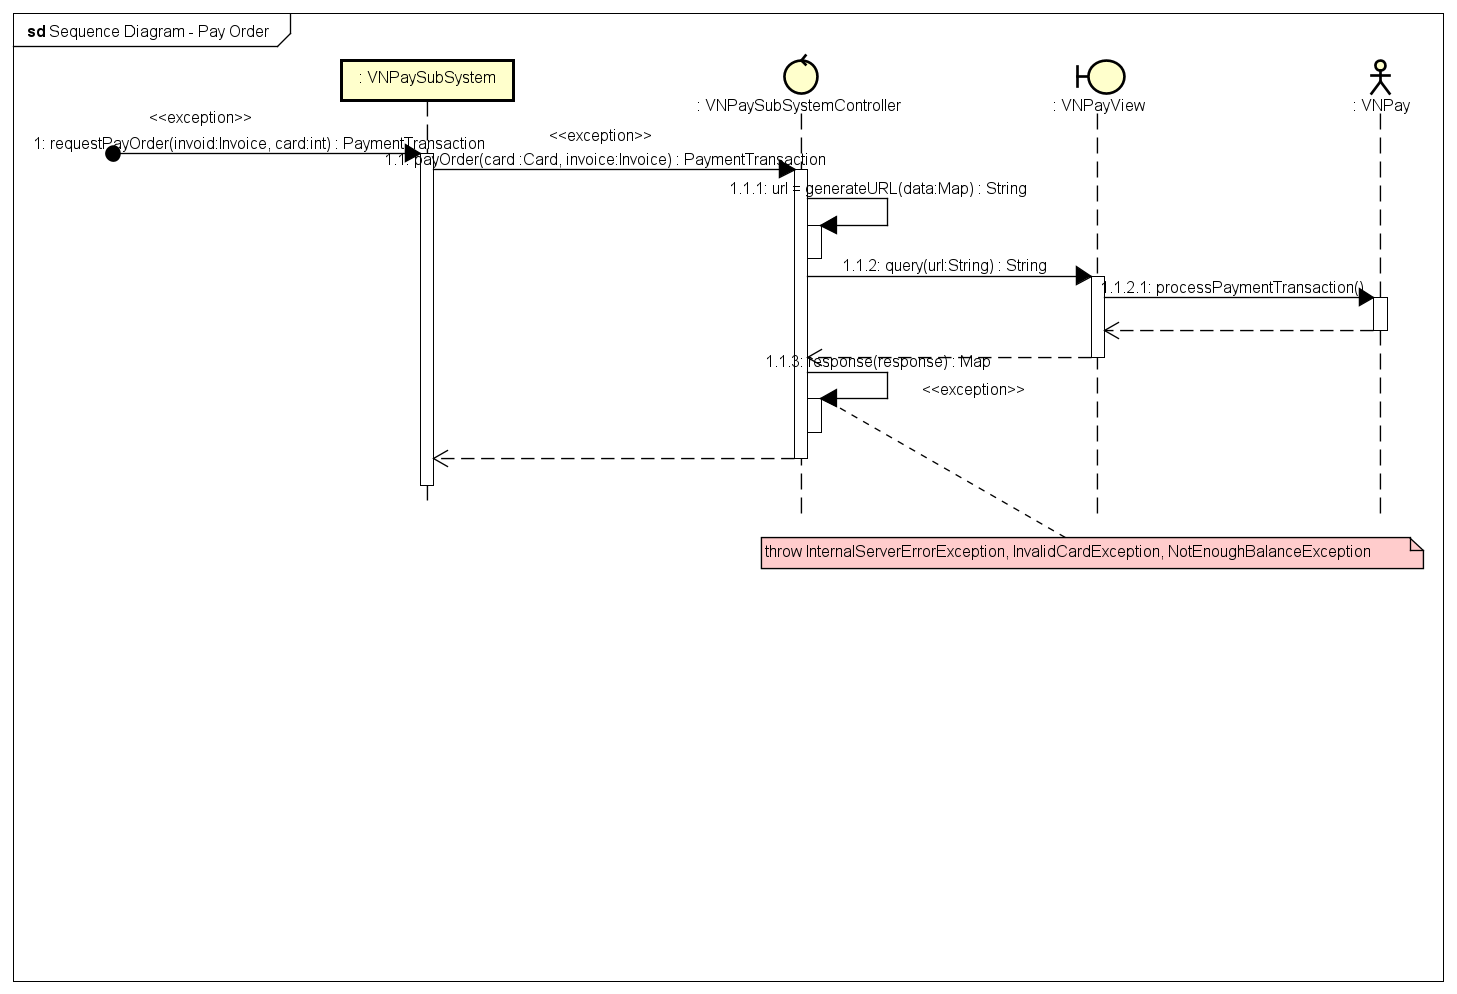 sd Sequence Diagram - Pay Order
: VNPaySubSystem
: VNPaySubSystemController
: VNPayView
: VNPay
<<exception>>
1: requestPayOrder(invoid:Invoice, card:int) : PaymentTransaction
<<exception>>
1.1: payOrder(card :Card, invoice:Invoice) : PaymentTransaction
1.1.1: url = generateURL(data:Map) : String
1.1.2: query(url:String) : String
1.1.2.1: processPaymentTransaction()
1.1.3: response(response) : Map
<<exception>>
throw InternalServerErrorException, InvalidCardException, NotEnoughBalanceException